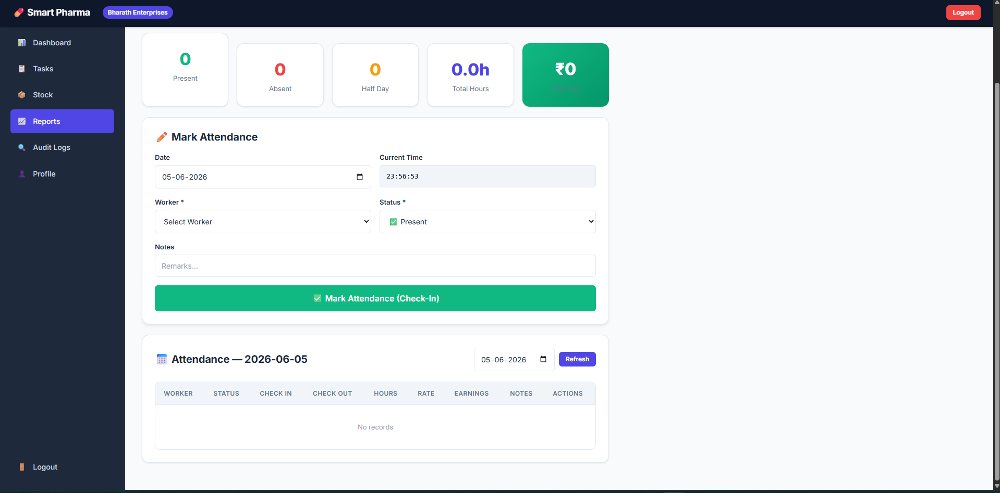 Smart Pharma
Bharath Enterprises
Logout
Dashboard
Tasks
Stock
Reports
Audit Logs
Profile
Logout
0
Present
0
Absent
0
Half Day
0.0h
Total Hours
₹0
Mark Attendance
Date
Current Time
05-06-2026
23:56:53
Worker *
Status *
Select Worker
Present
Notes
Remarks...
Mark Attendance (Check-In)
Attendance — 2026-06-05
05-06-2026
Refresh
WORKER STATUS CHECK IN CHECK OUT HOURS RATE EARNINGS NOTES ACTIONS
No records